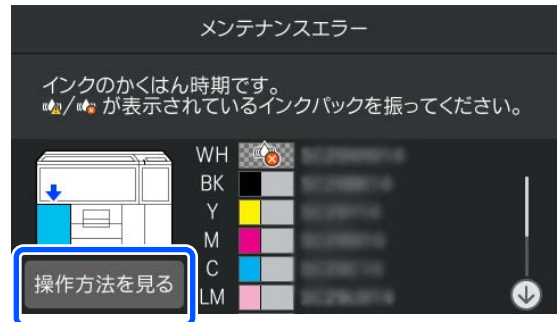 メンテナンスエラー
インクのかくはん時期です。
/ が表示されているインクパックを振ってください。
WH
BK
Y
M
C
LM
操作方法を見る